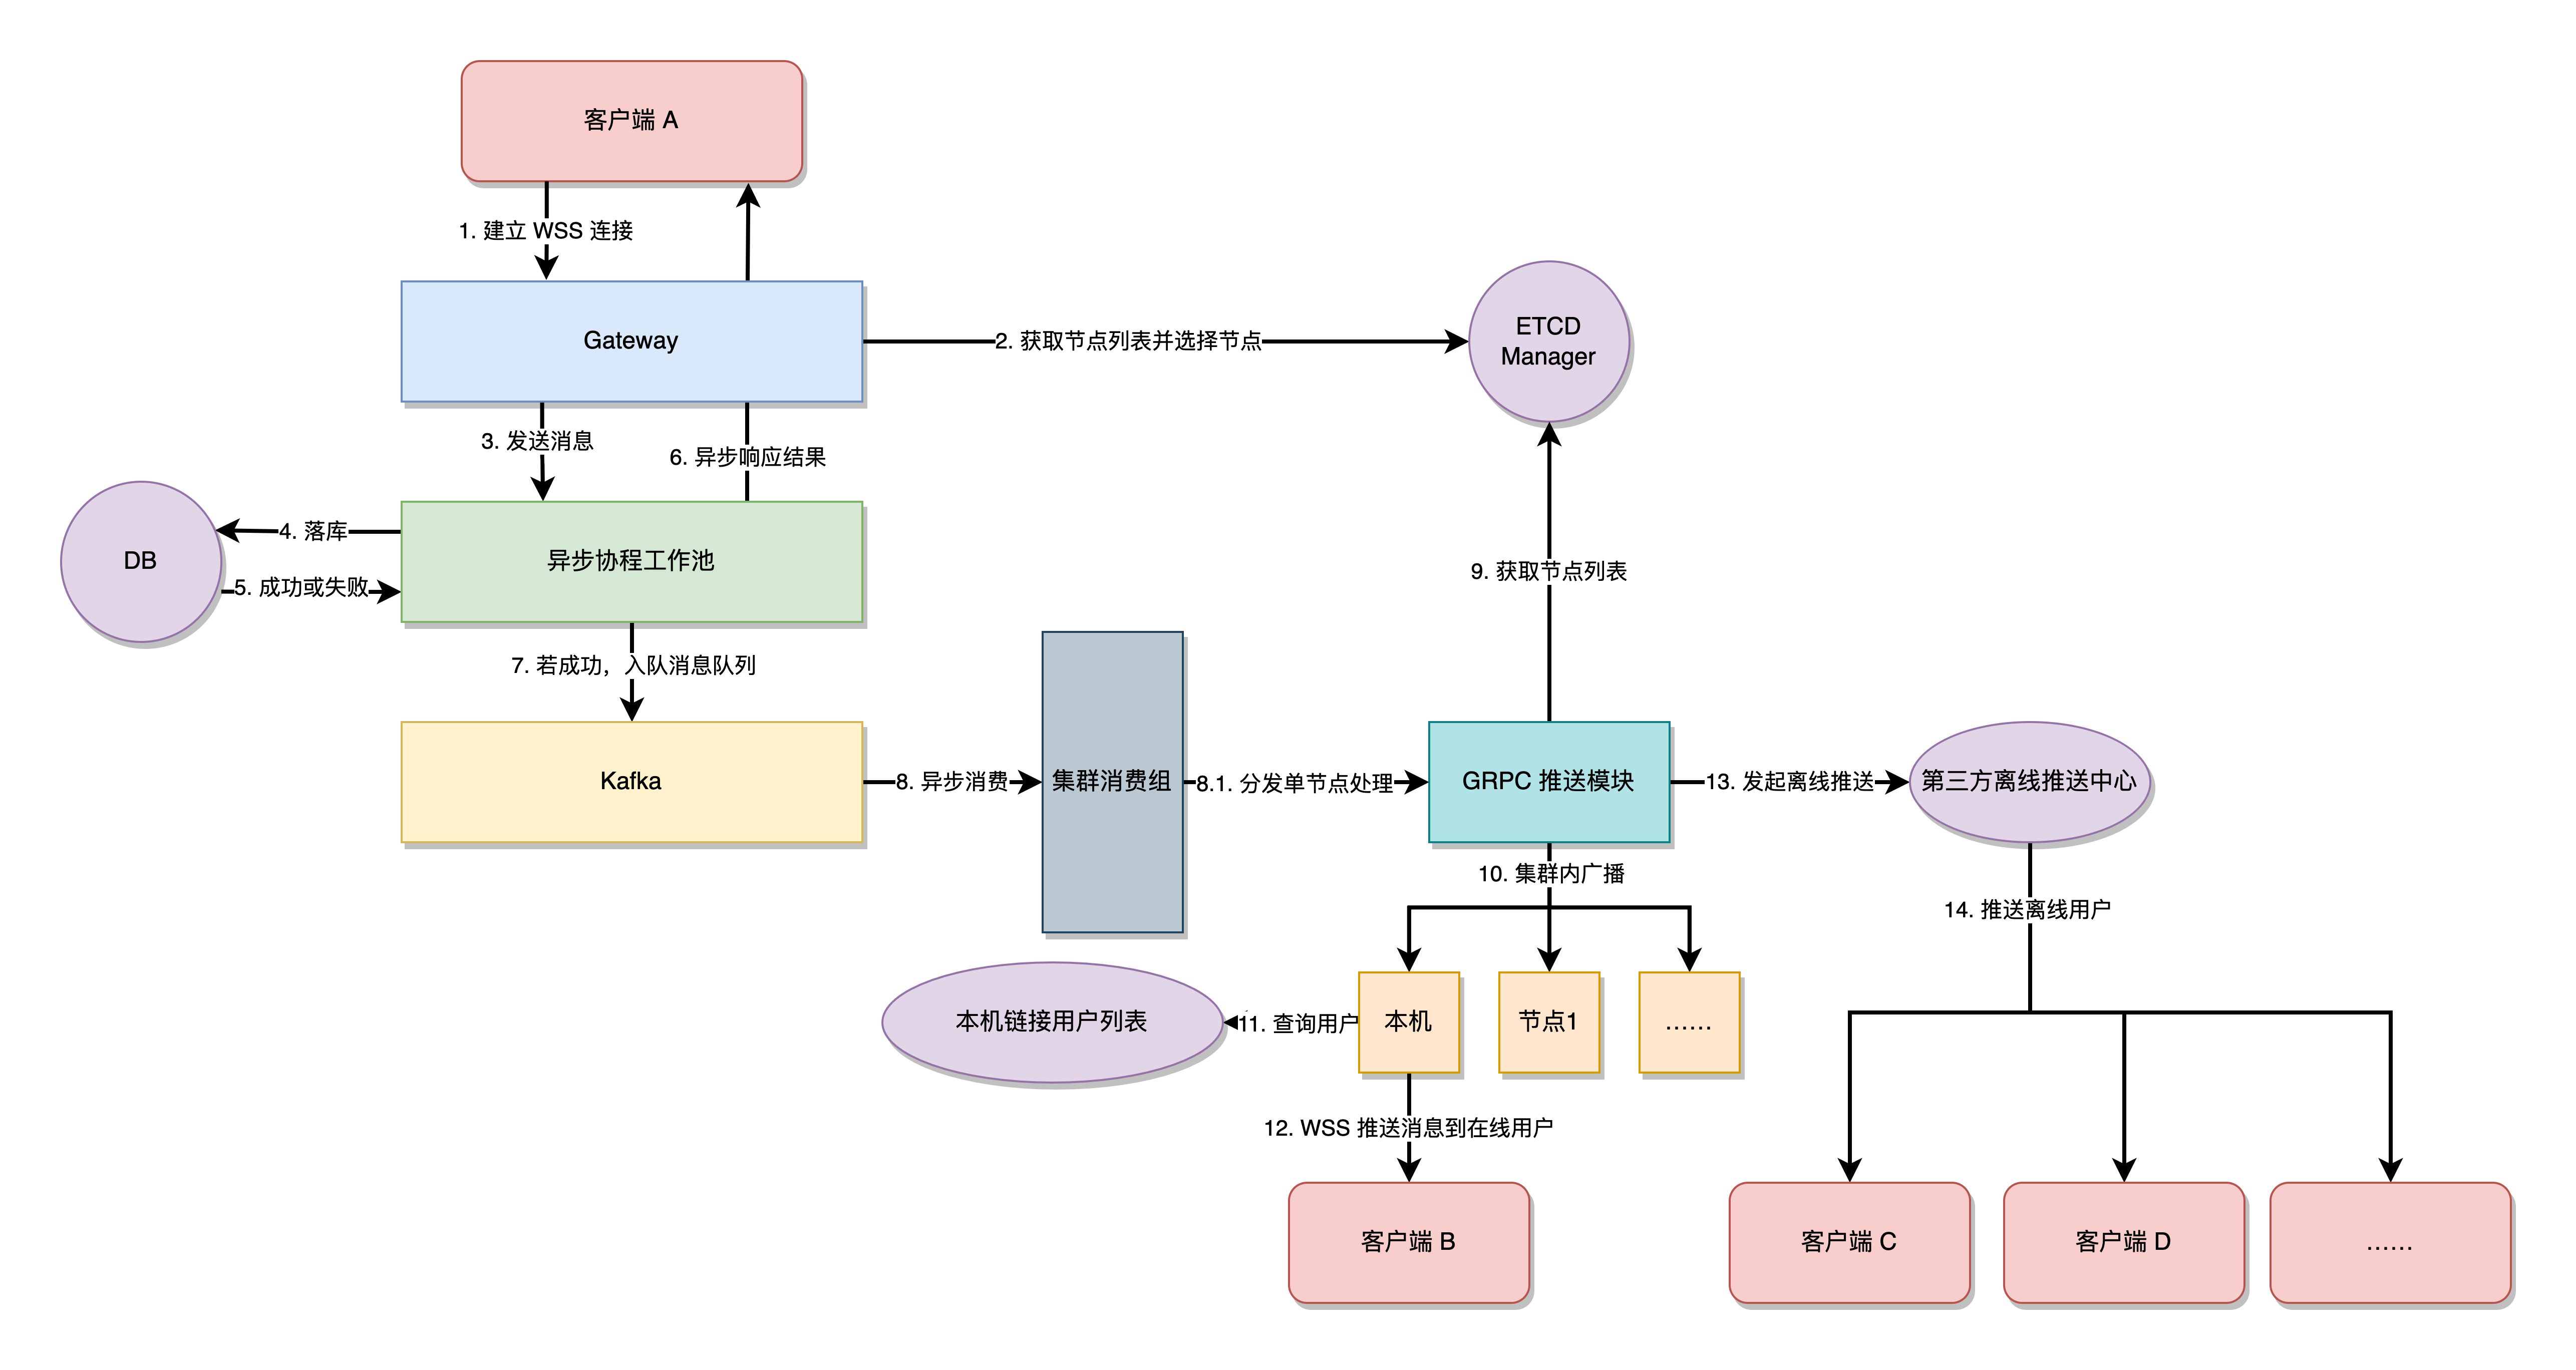 客户端 A
1. 建立 WSS 连接
Gateway
2. 获取节点列表并选择节点
ETCD
Manager
3. 发送消息
6. 异步响应结果
DB
4. 落库
5. 成功或失败
异步协程工作池
9. 获取节点列表
7. 若成功，入队消息队列
Kafka
8. 异步消费
集群消费组
8.1. 分发单节点处理
GRPC 推送模块
13. 发起离线推送
第三方离线推送中心
10. 集群内广播
14. 推送离线用户
本机链接用户列表
11. 查询用户
本机
节点1
......
12. WSS 推送消息到在线用户
客户端 B
客户端 C
客户端 D
......